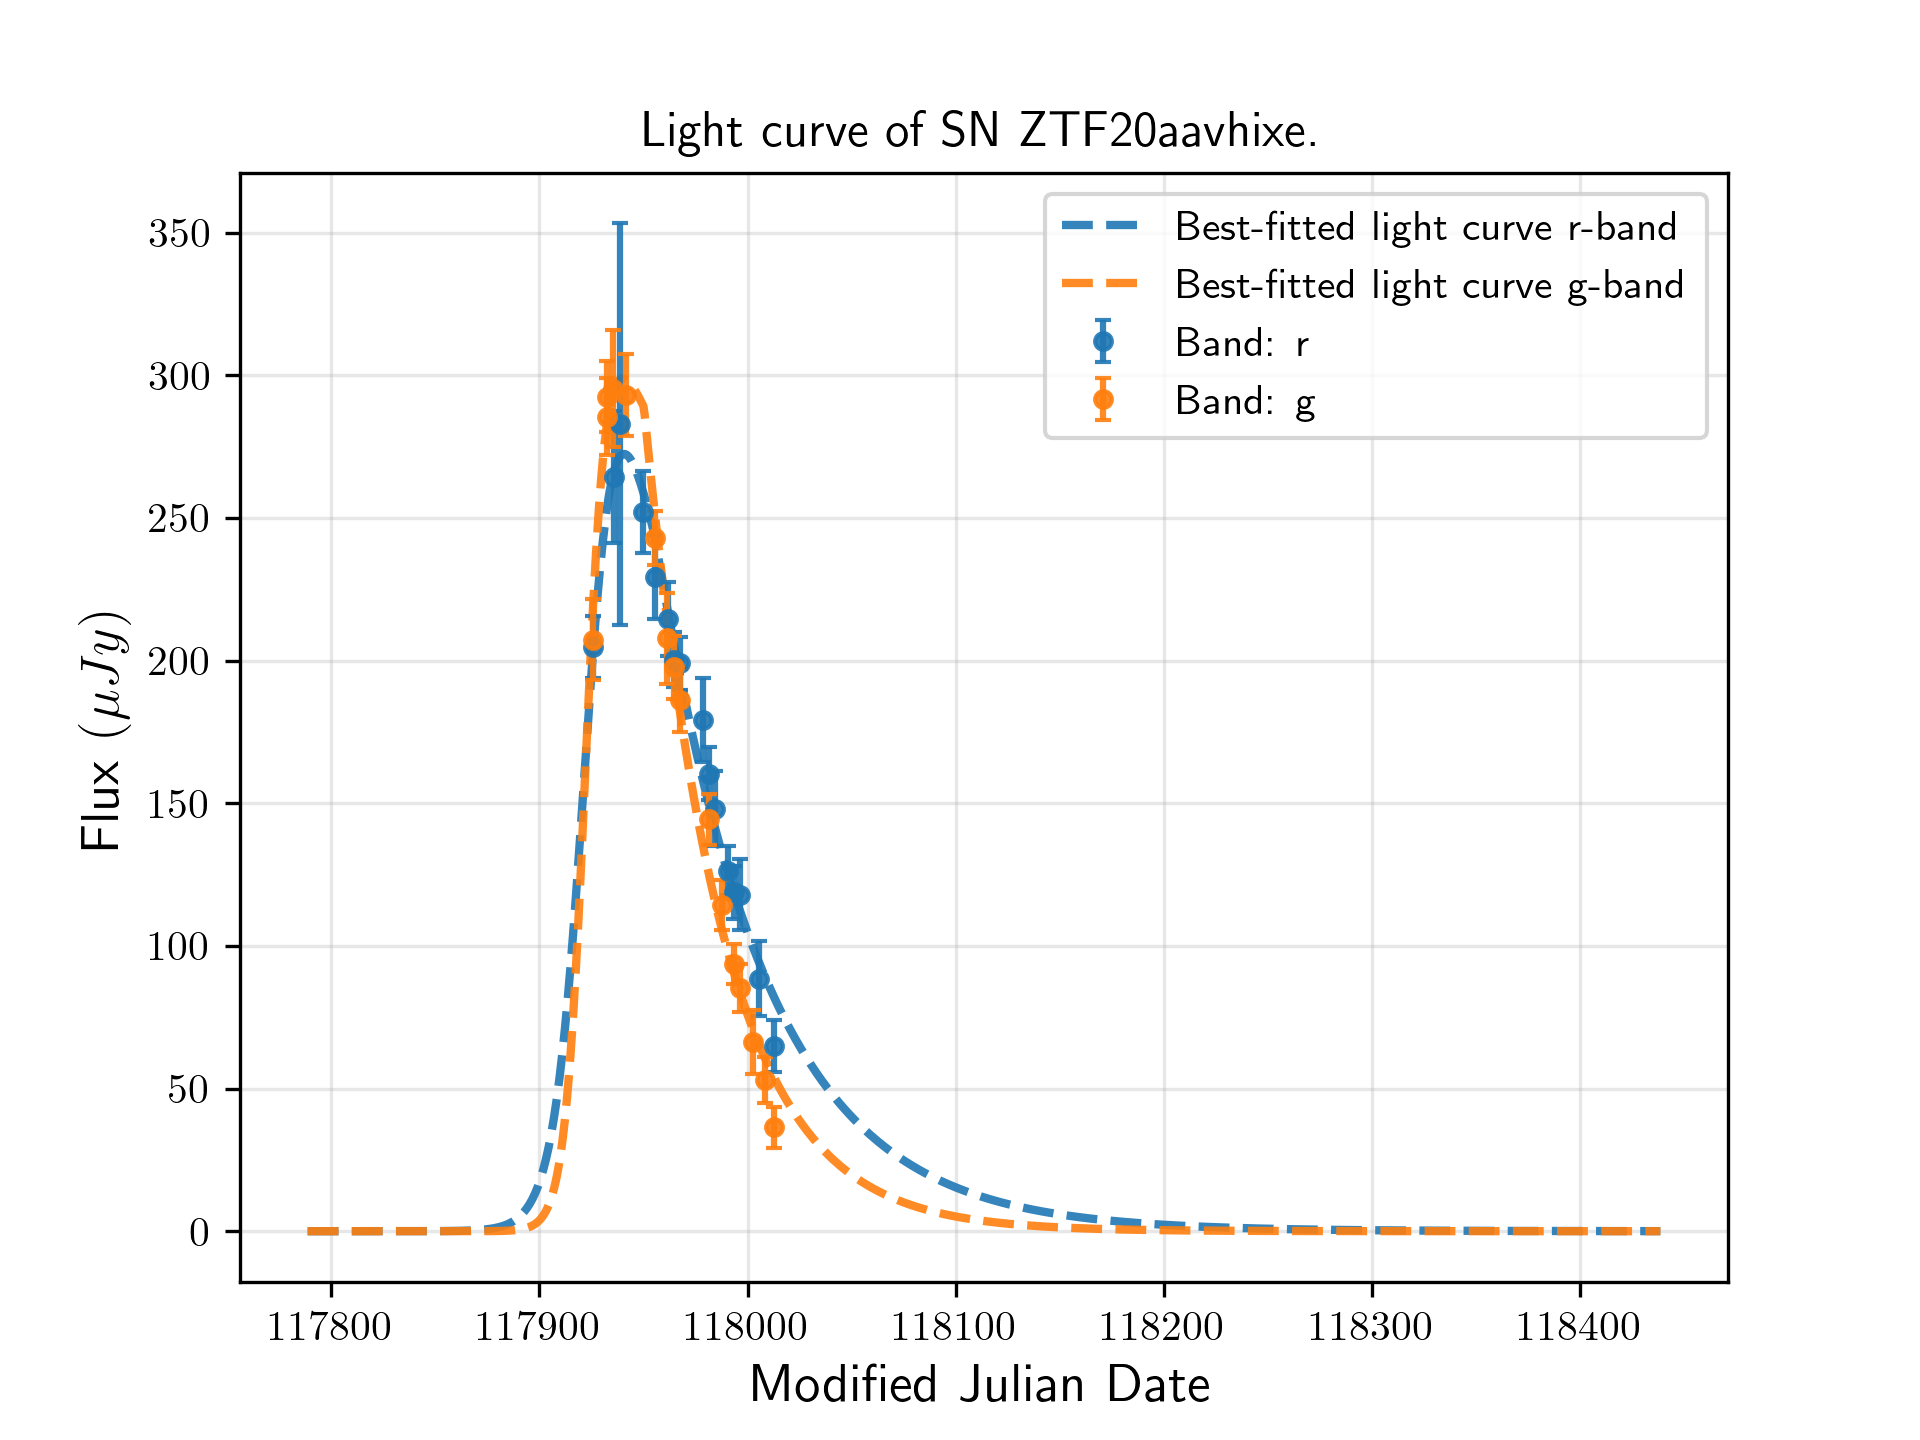 Light curve of SN ZTF20aavhixe.
Best-fitted light curve r-band
Best-fitted light curve g-band
Band: r
Band: g
Flux (μJy)
350
300
250
200
150
100
50
0
117800 117900 118000 118100 118200 118300 118400
Modified Julian Date